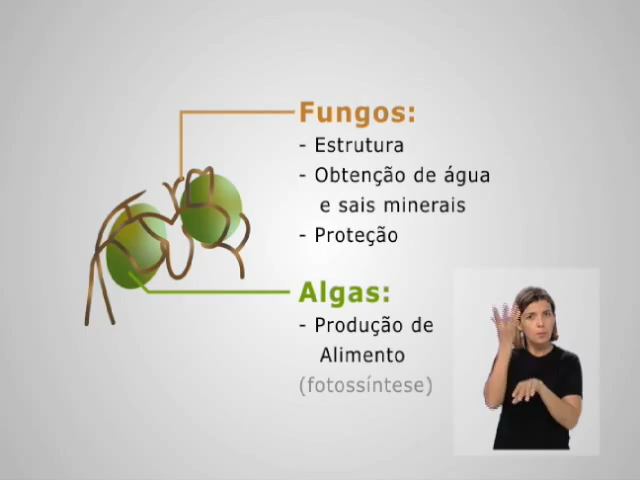 Fungos:
- Estrutura
- Obtenção de água
e sais minerais
- Proteção
Algas:
- Produção de
Alimento
(fotossíntese)